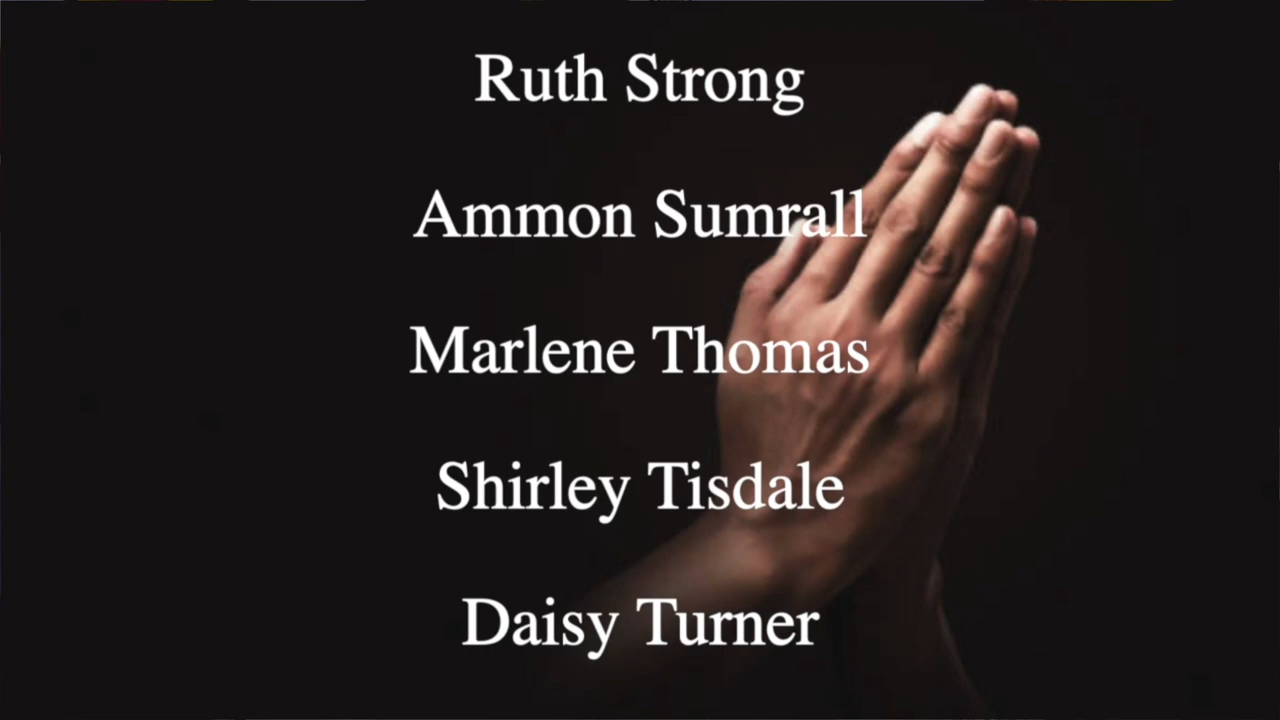 Ruth Strong
Ammon Sumrall
Marlene Thomas
Shirley Tisdale
Daisy Turner